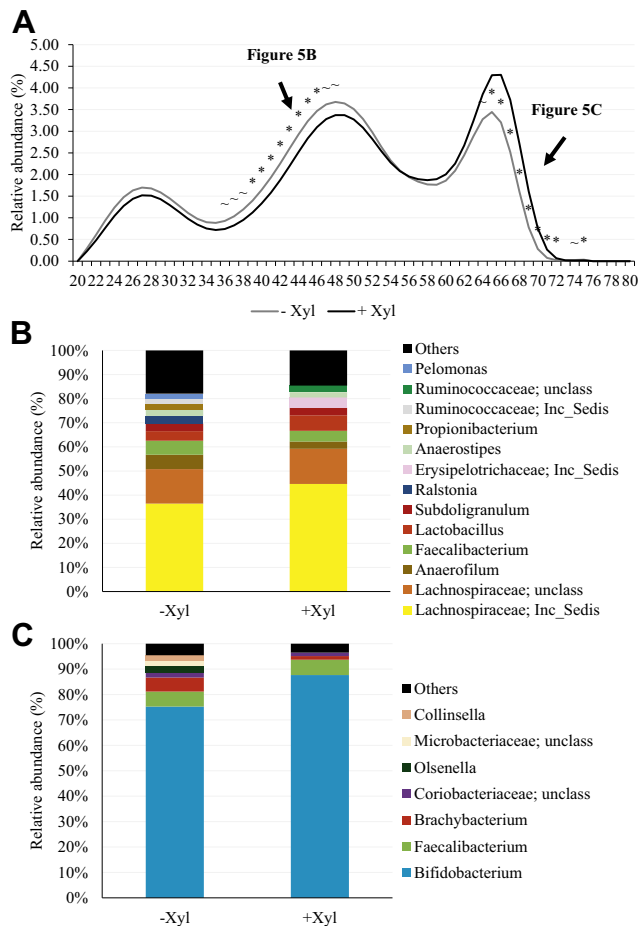 A
Relative abundance (%)
5.00
4.50
4.00
3.50
3.00
2.50
2.00
1.50
1.00
0.50
0.00
Figure 5B
~~~******** *~~
Figure 5C
~*********~*
20 22 24 26 28 30 32 34 36 38 40 42 44 46 48 50 52 54 56 58 60 62 64 66 68 70 72 74 76 78 80
- Xyl + Xyl
B
Relative abundance (%)
100%
90%
80%
70%
60%
50%
40%
30%
20%
10%
0%
-Xyl +Xyl
Others
Pelomonas
Ruminococcaceae; unclass
Ruminococcaceae; Inc_Sedis
Propionibacterium
Anaerostipes
Erysipelotrichaceae; Inc_Sedis
Ralstonia
Subdoligranulum
Lactobacillus
Faecalibacterium
Anaerofilum
Lachnospiraceae; unclass
Lachnospiraceae; Inc_Sedis
C
Relative abundance (%)
100%
90%
80%
70%
60%
50%
40%
30%
20%
10%
0%
-Xyl +Xyl
Others
Collinsella
Microbacteriaceae; unclass
Olsenella
Coriobacteriaceae; unclass
Brachybacterium
Faecalibacterium
Bifidobacterium